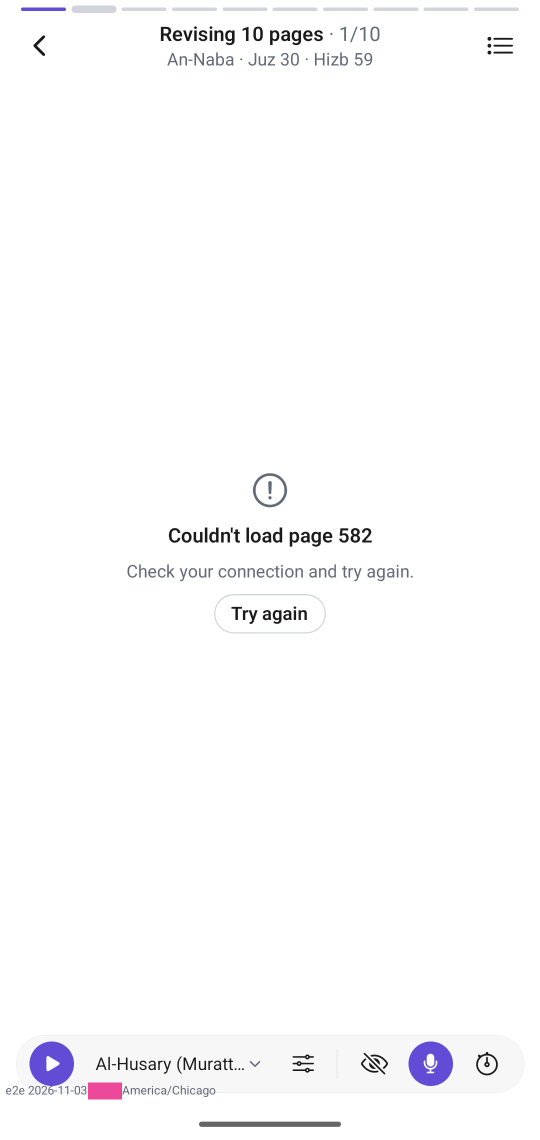 Revising 10 pages · 1/10
An-Naba · Juz 30 · Hizb 59
Couldn't load page 582
Check your connection and try again.
Try again
Al-Husary (Muratt...
e2e 2026-11-03 America/Chicago